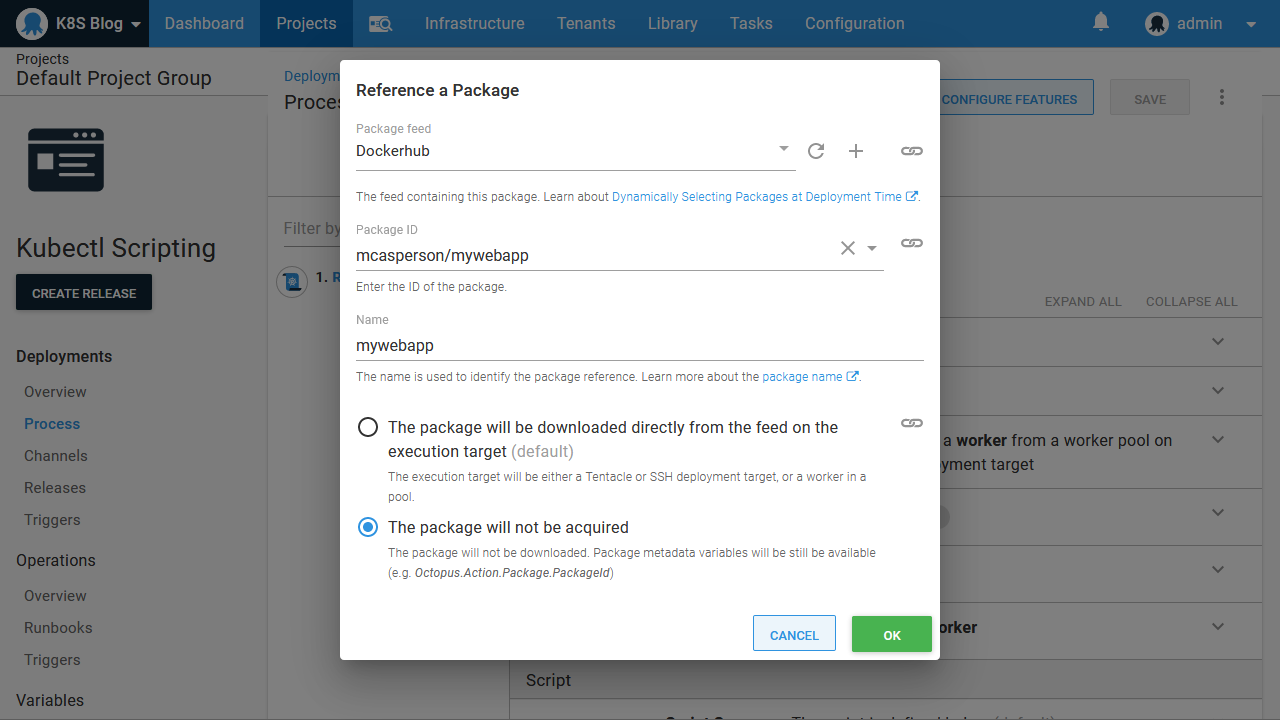 K8S Blog
Dashboard
Projects
Infrastructure
Tenants
Library
Tasks
Configuration
admin
Projects
Default Project Group
Kubectl Scripting
CREATE RELEASE
Deployments
Overview
Process
Channels
Releases
Triggers
Operations
Overview
Runbooks
Triggers
Variables
Filter by
1.
CONFIGURE FEATURES
SAVE
EXPAND ALL
COLLAPSE ALL
a worker from a worker pool on
target
Script
Reference a Package
Package feed
Dockerhub
The feed containing this package. Learn about Dynamically Selecting Packages at Deployment Time.
Package ID
mcasperson/mywebapp
Enter the ID of the package.
Name
mywebapp
The name is used to identify the package reference. Learn more about the package name.
The package will be downloaded directly from the feed on the
execution target (default)
The execution target will be either a Tentacle or SSH deployment target, or a worker in a
pool.
The package will not be acquired
The package will not be downloaded. Package metadata variables will be still be available
(e.g. Octopus.Action.Package.PackageId)
CANCEL
OK